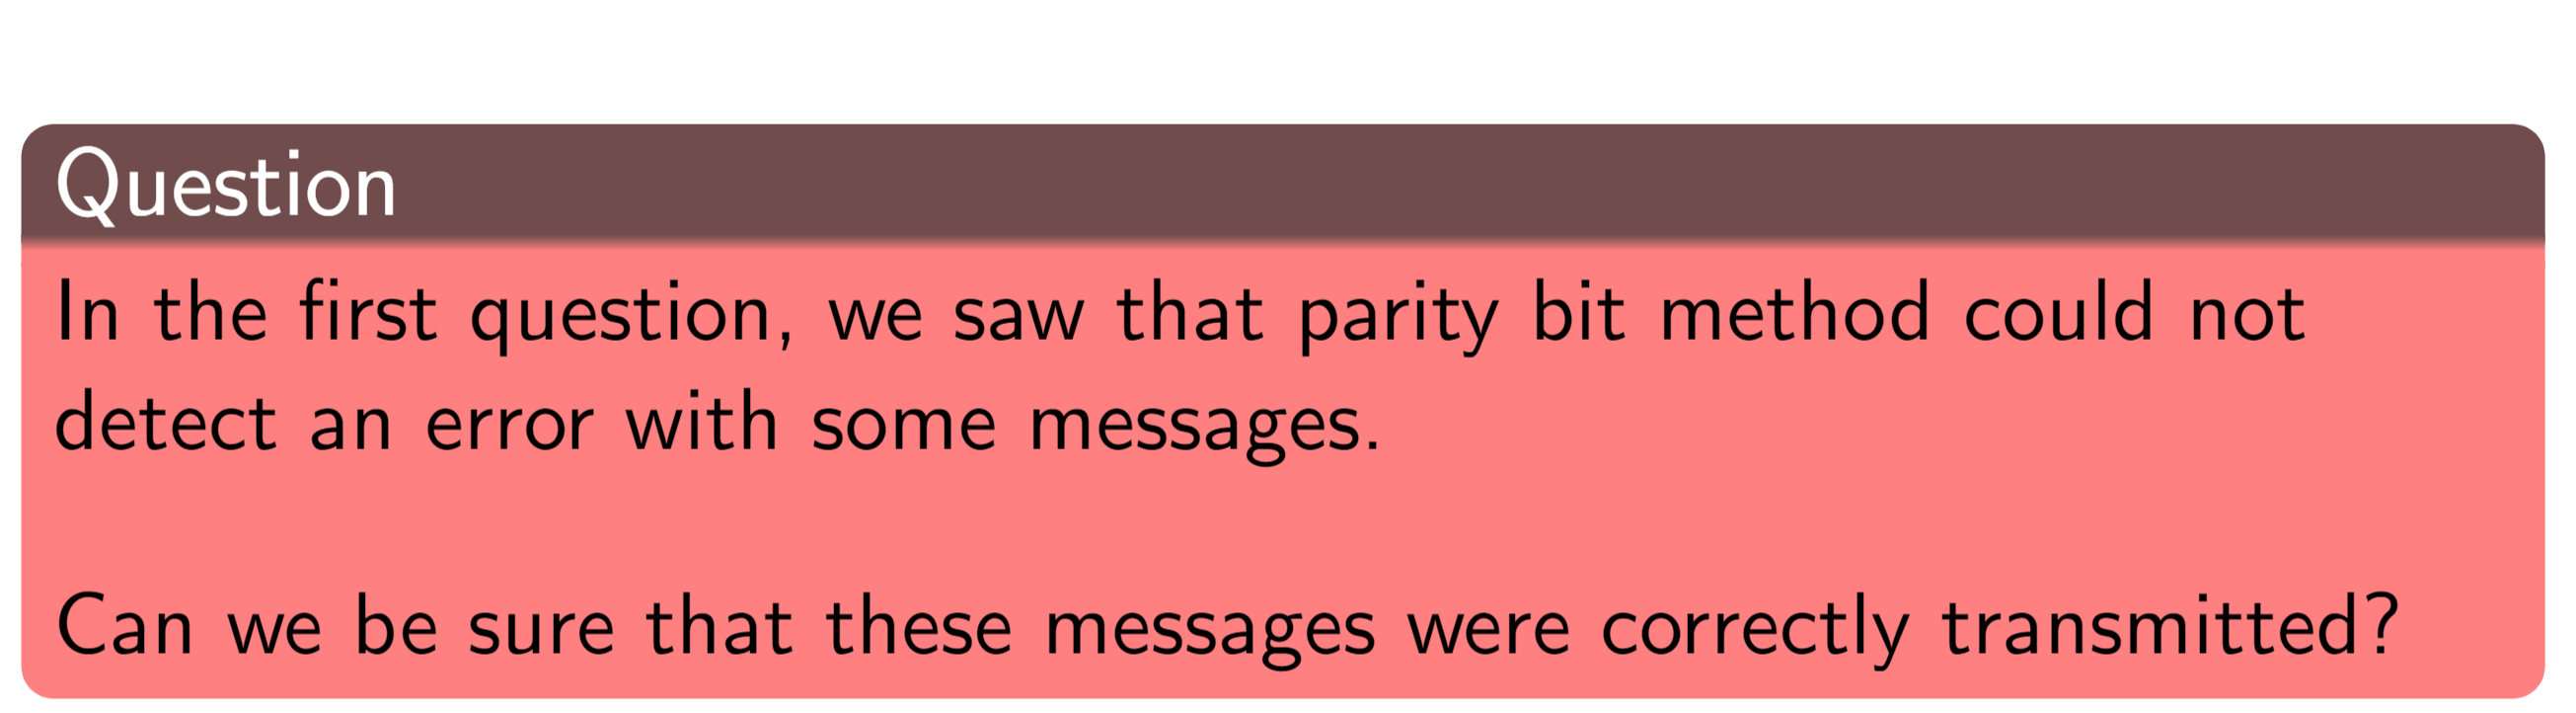 Question
In the first question, we saw that parity bit method could not
detect an error with some messages.
Can we be sure that these messages were correctly transmitted?